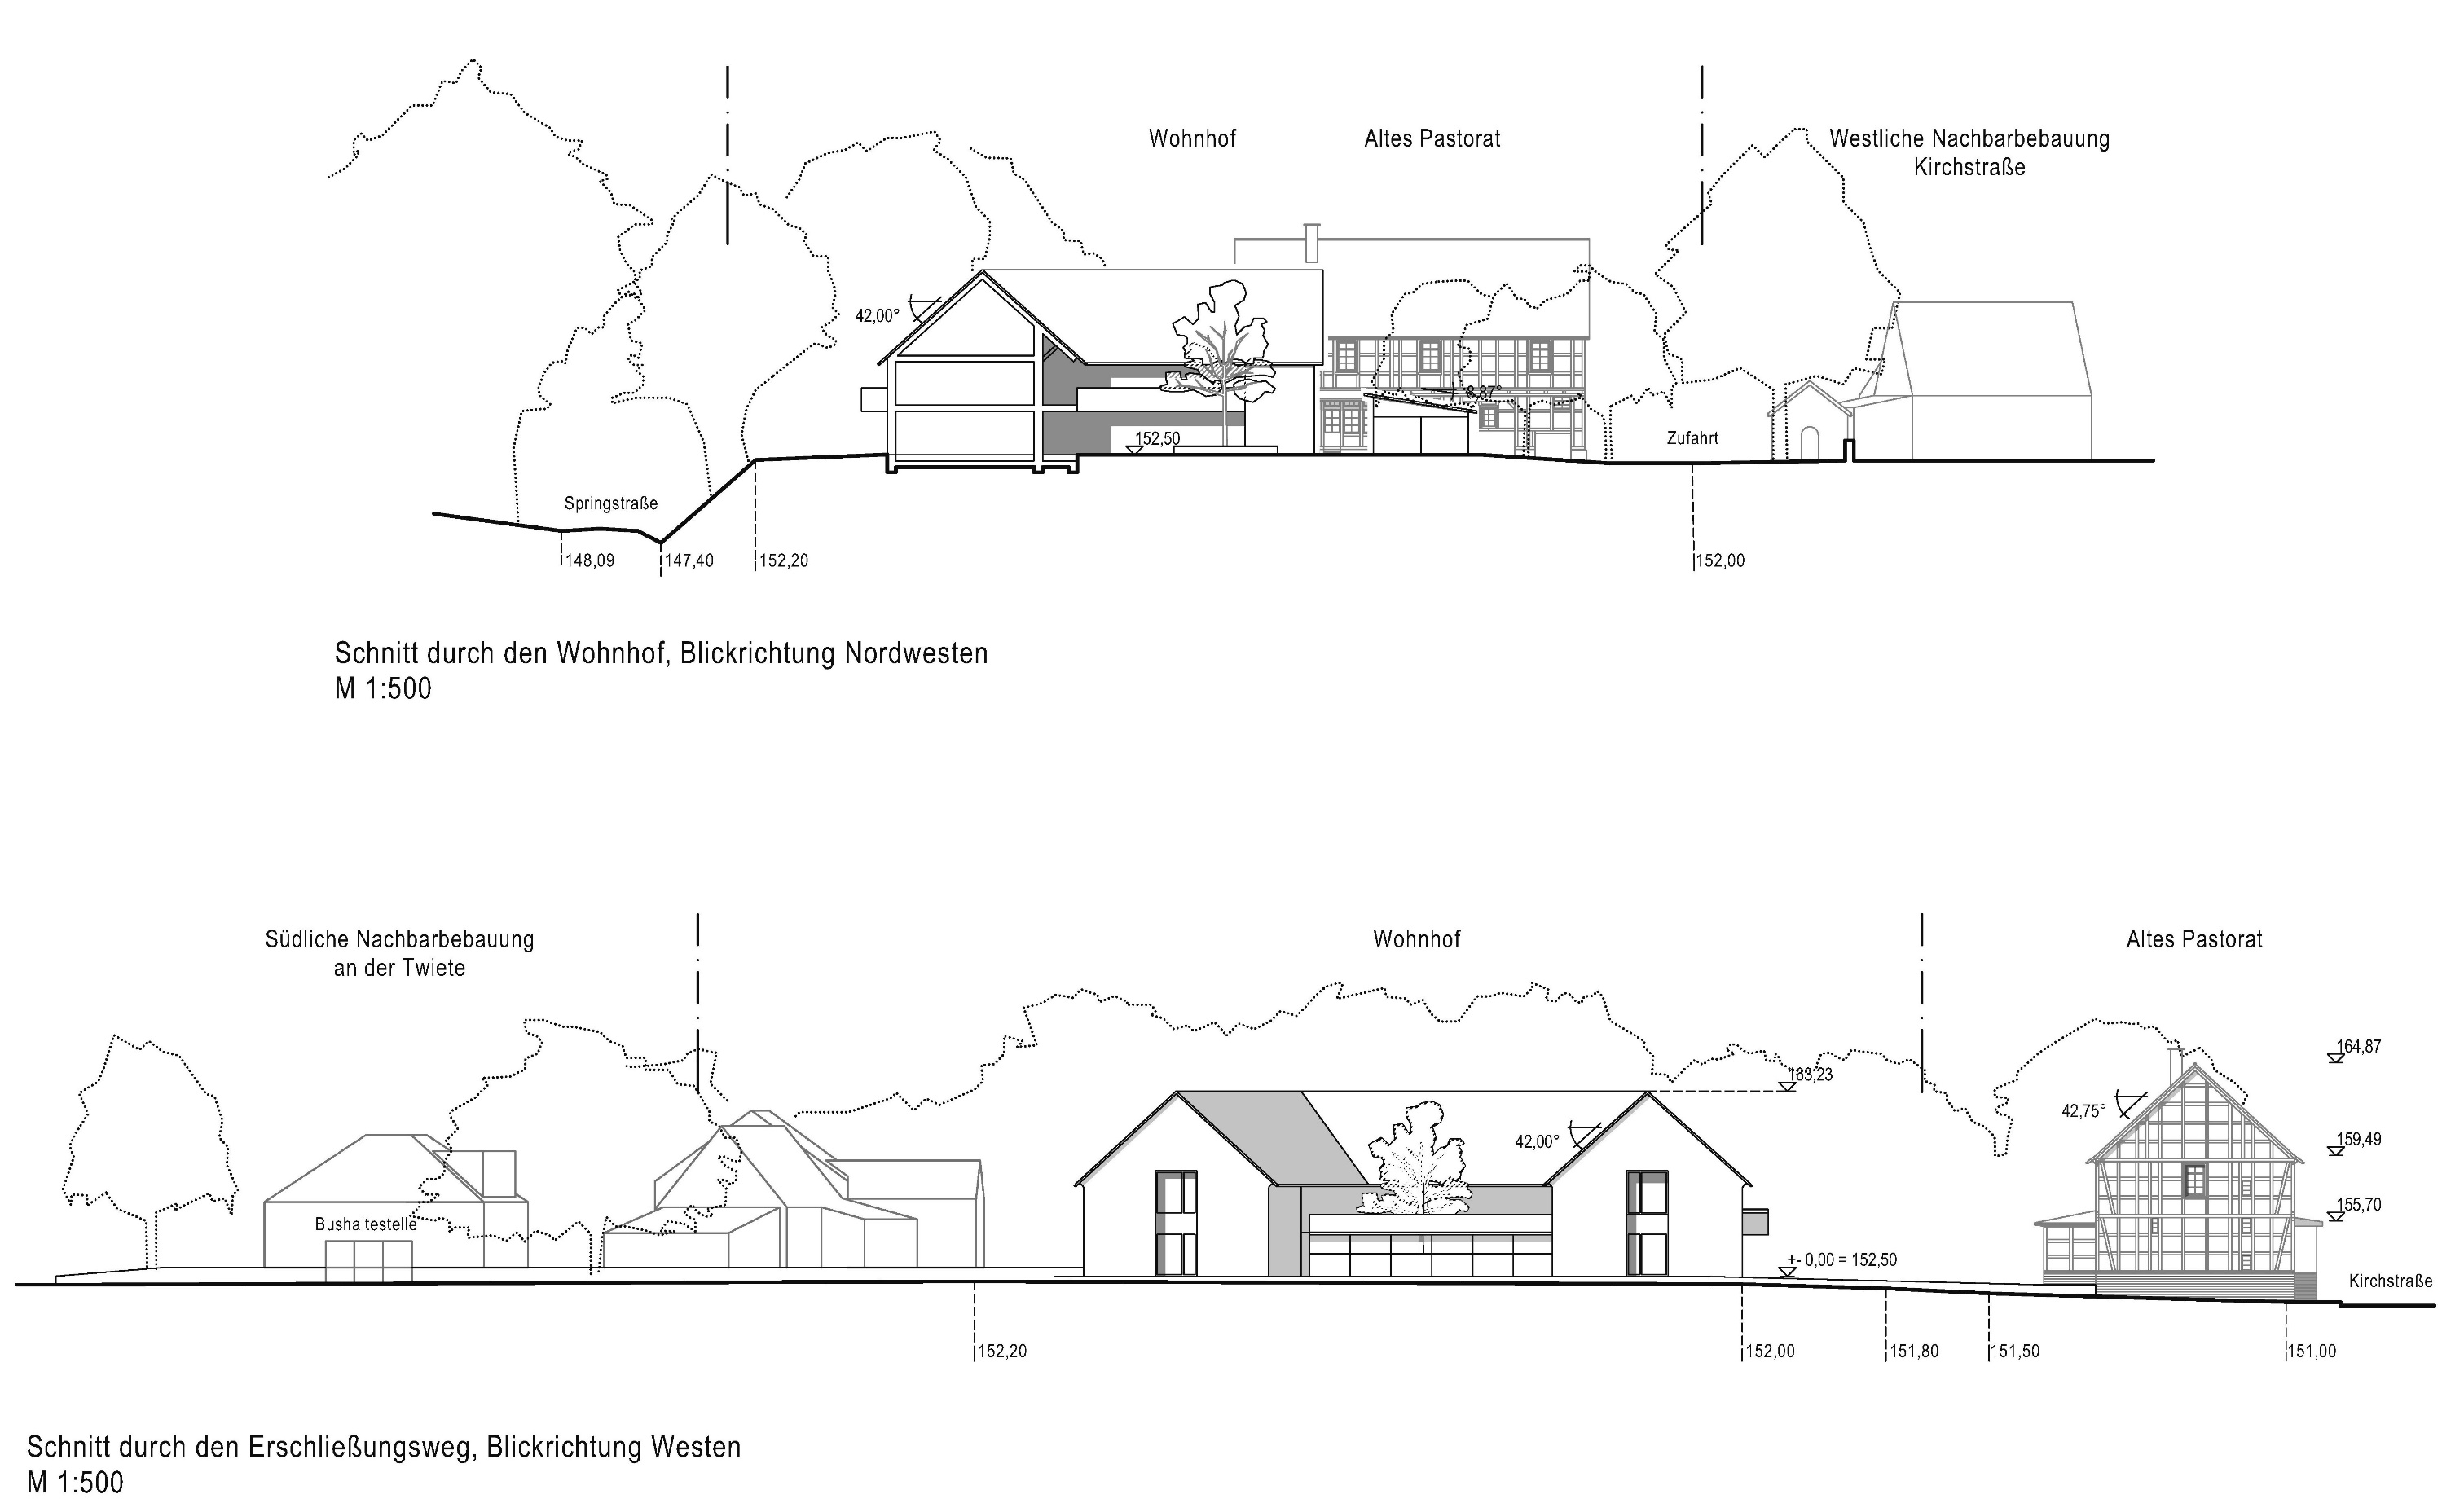 Wohnhof
Altes Pastorat
Westliche Nachbarbebauung
Kirchstraße
42,00°
8,87°
152,50
Zufahrt
Springstraße
148,09
147,40
152,20
152,00
Schnitt durch den Wohnhof, Blickrichtung Nordwesten
M 1:500
Südliche Nachbarbebauung
an der Twiete
Wohnhof
Altes Pastorat
164,87
163,23
42,75°
42,00°
159,49
155,70
Bushaltestelle
+- 0,00 = 152,50
Kirchstraße
152,20
152,00
151,80
151,50
151,00
Schnitt durch den Erschließungsweg, Blickrichtung Westen
M 1:500